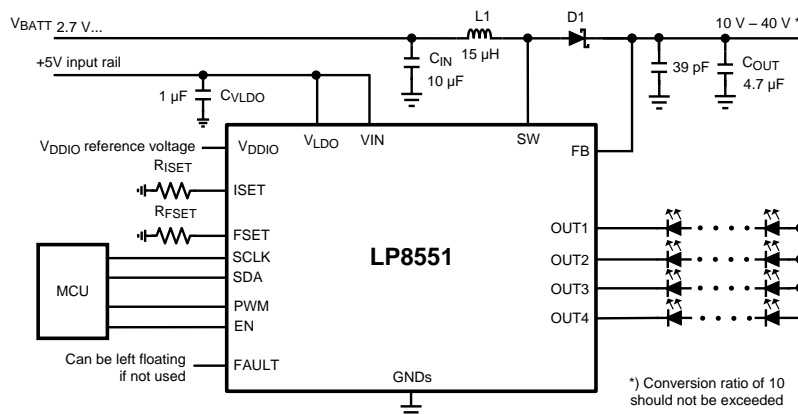 VBATT 2.7 V...
L1
D1
10 V – 40 V *
15 µH
CIN
10 µF
39 pF
COUT
4.7 µF
+5V input rail
1 µF
CVLDO
VLDO
VIN
SW
VDDIO reference voltage
VDDIO
FB
RISET
ISET
RFSET
FSET
OUT1
SCLK
LP8551
OUT2
SDA
MCU
OUT3
PWM
OUT4
EN
Can be left floating
if not used
FAULT
GNDs
*) Conversion ratio of 10
should not be exceeded